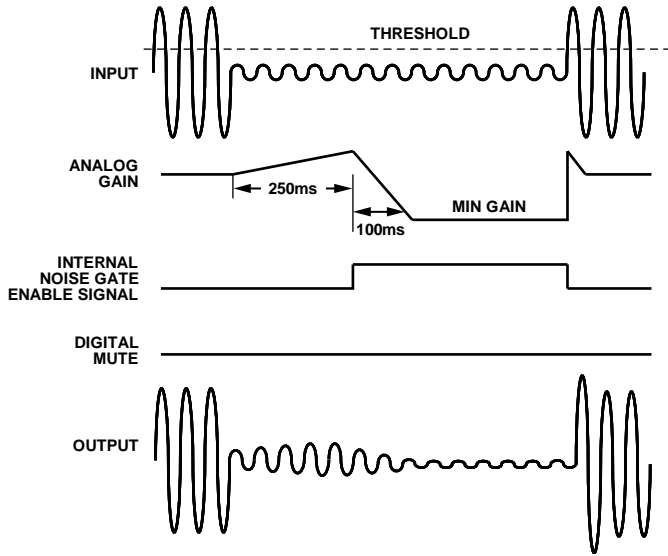 THRESHOLD
INPUT
ANALOG
GAIN
250ms
MIN GAIN
100ms
INTERNAL
NOISE GATE
ENABLE SIGNAL
DIGITAL
MUTE
OUTPUT